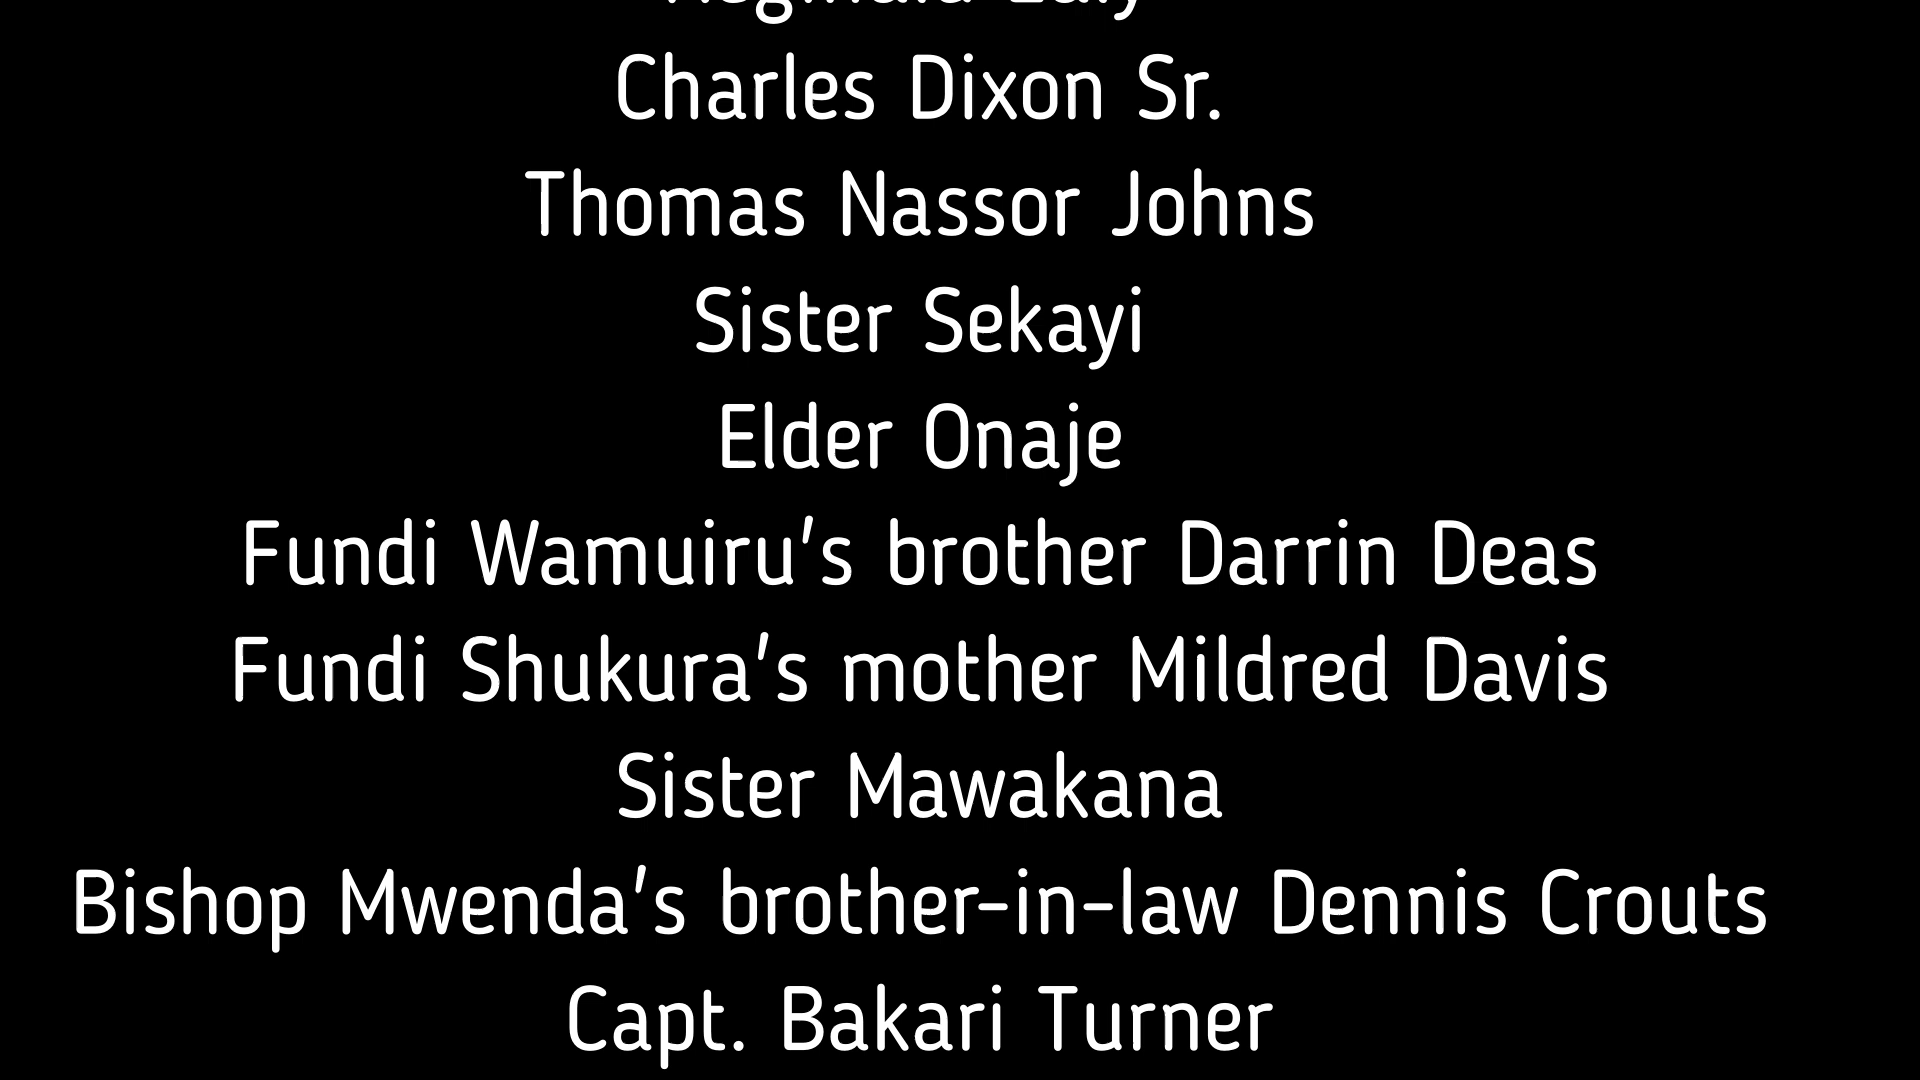 Charles Dixon Sr.
Thomas Nassor Johns
Sister Sekayi
Elder Onaje
Fundi Wamuiru's brother Darrin Deas
Fundi Shukura's mother Mildred Davis
Sister Mawakana
Bishop Mwenda's brother-in-law Dennis Crouts
Capt. Bakari Turner